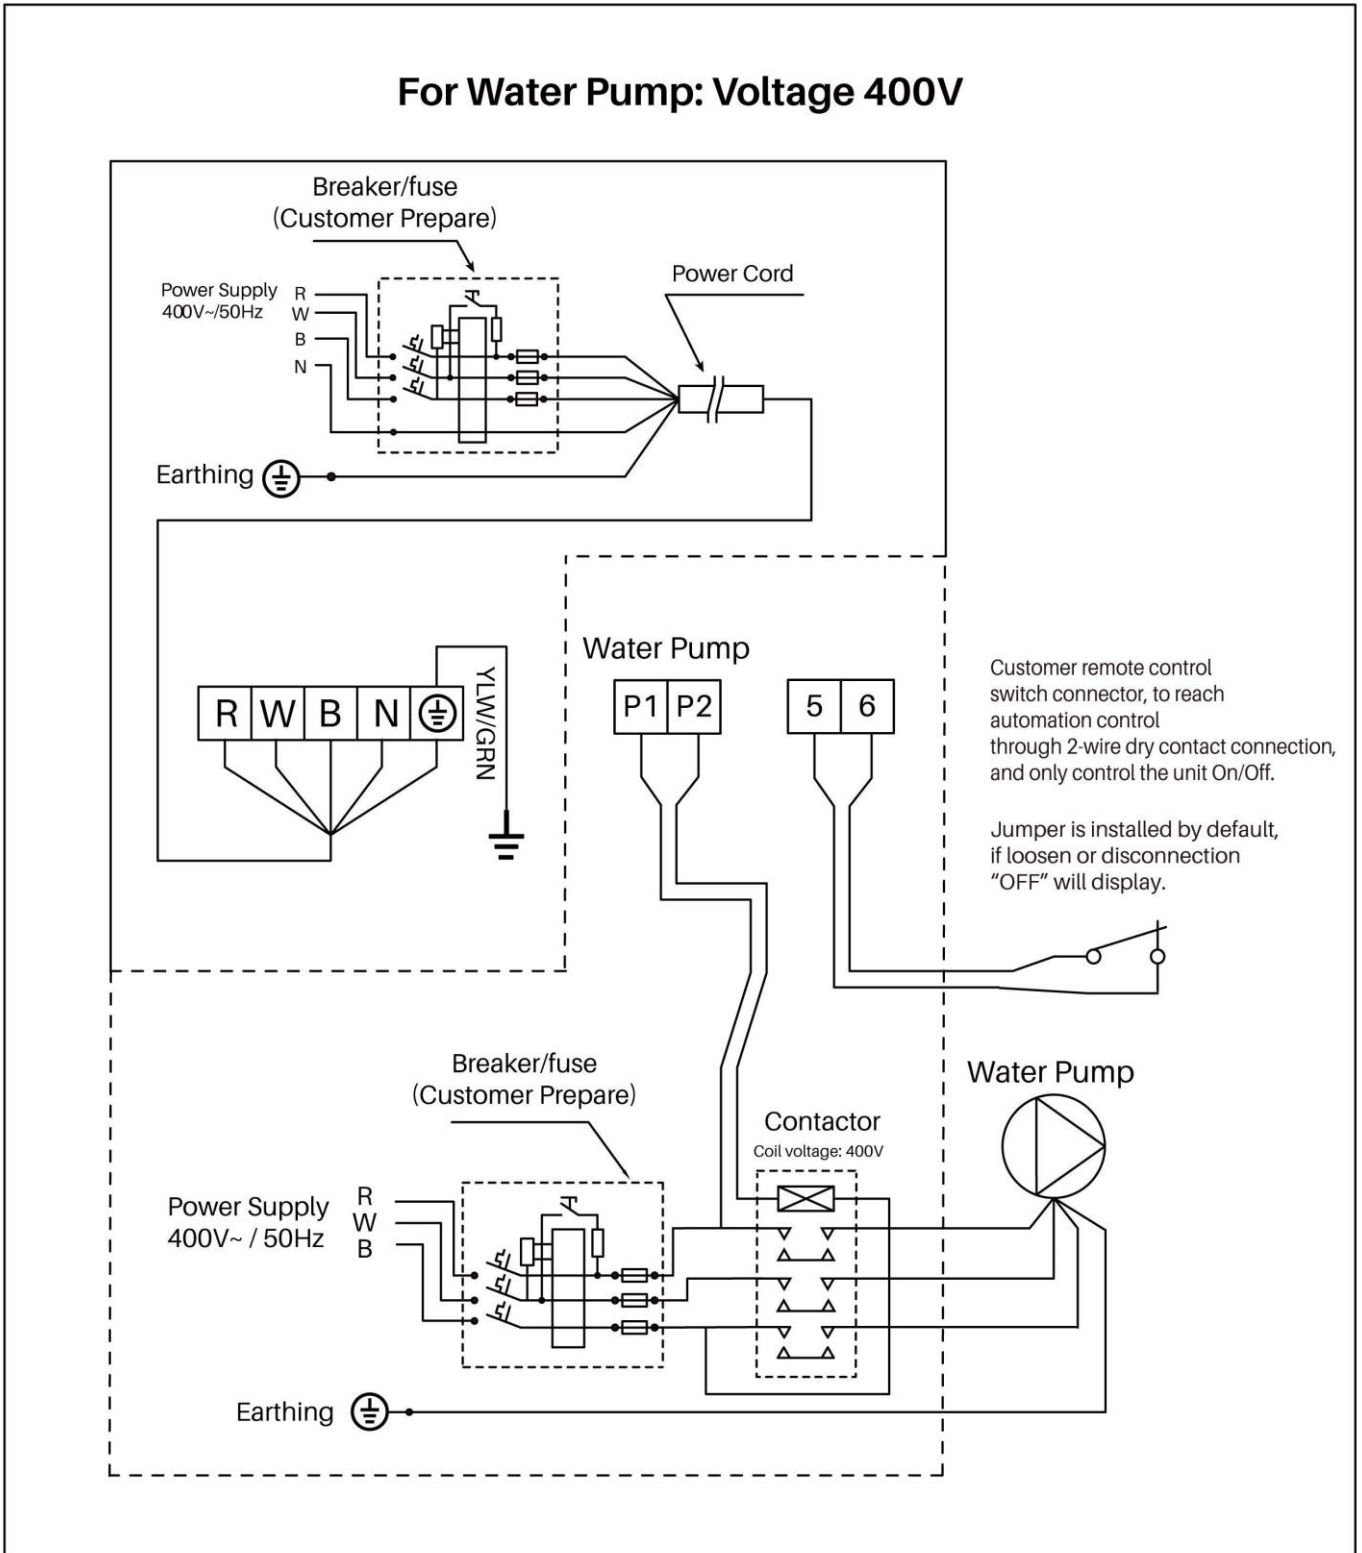 For Water Pump: Voltage 400V
Breaker/fuse
(Customer Prepare)
Power Cord
Power Supply
400V~/50Hz
R
W
B
N
Earthing
R W B N
YLW/GRN
Water Pump
P1 P2
5 6
Customer remote control
switch connector, to reach
automation control
through 2-wire dry contact connection,
and only control the unit On/Off.
Jumper is installed by default,
if loosen or disconnection
“OFF” will display.
Breaker/fuse
(Customer Prepare)
Water Pump
Contactor
Coil voltage: 400V
Power Supply
400V~ / 50Hz
R
W
B
Earthing